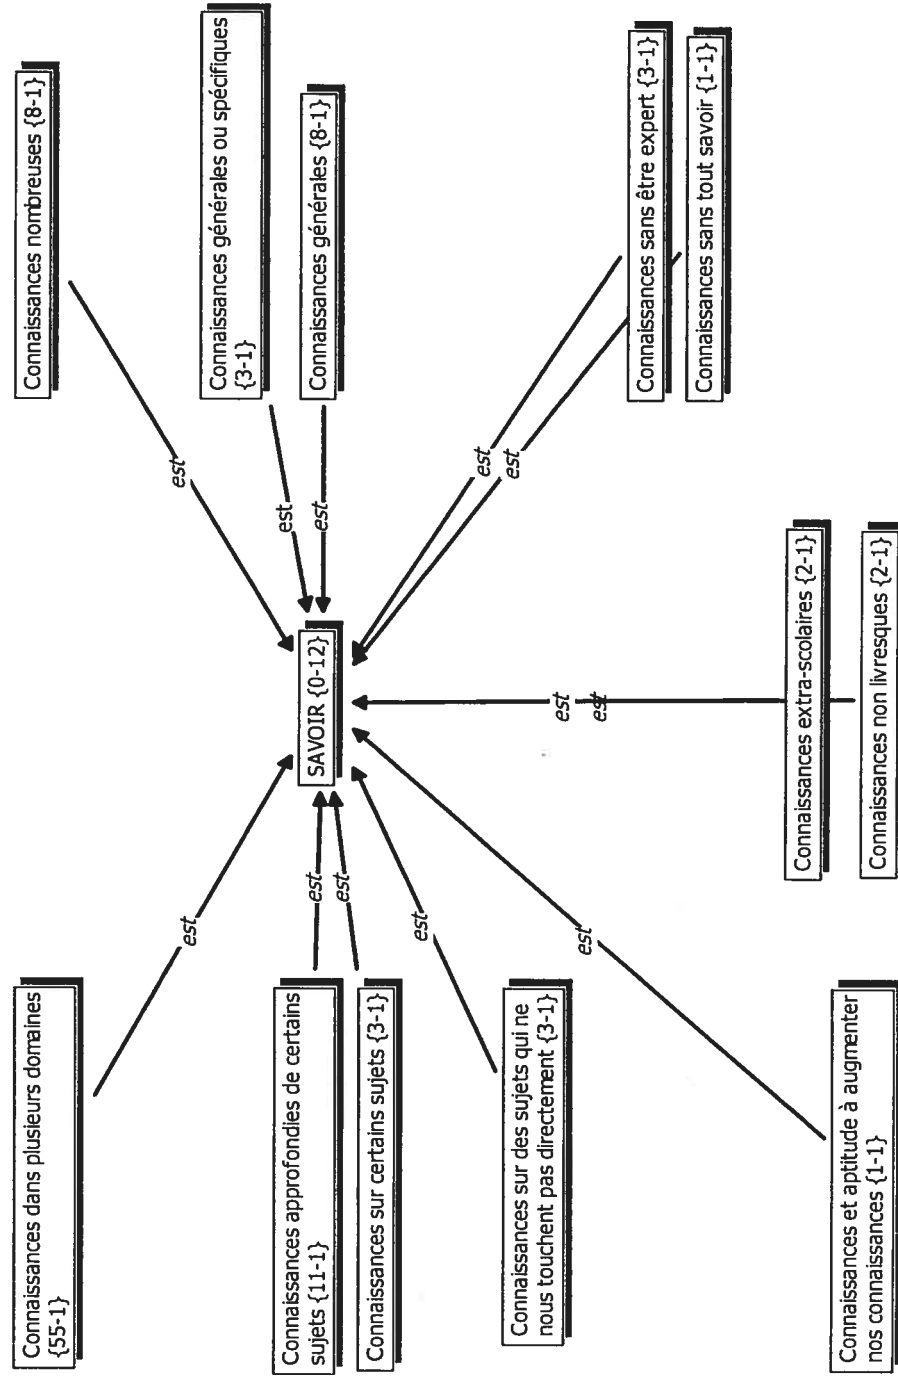 Connaissances dans plusieurs domaines
{55-1}
Connaissances nombreuses {8-1}
est
est
Connaissances générales ou spécifiques
{3-1}
Connaissances approfondies de certains
sujets {11-1}
est
est
SAVOIR {0-12}
est
Connaissances générales {8-1}
est
Connaissances sur certains sujets {3-1}
est
est
est
Connaissances sur des sujets qui ne
nous touchent pas directement {3-1}
est
est
est
Connaissances sans être expert {3-1}
Connaissances sans tout savoir {1-1}
Connaissances extra-scolaires {2-1}
Connaissances et aptitude à augmenter
nos connaissances {1-1}
Connaissances non livresques {2-1}